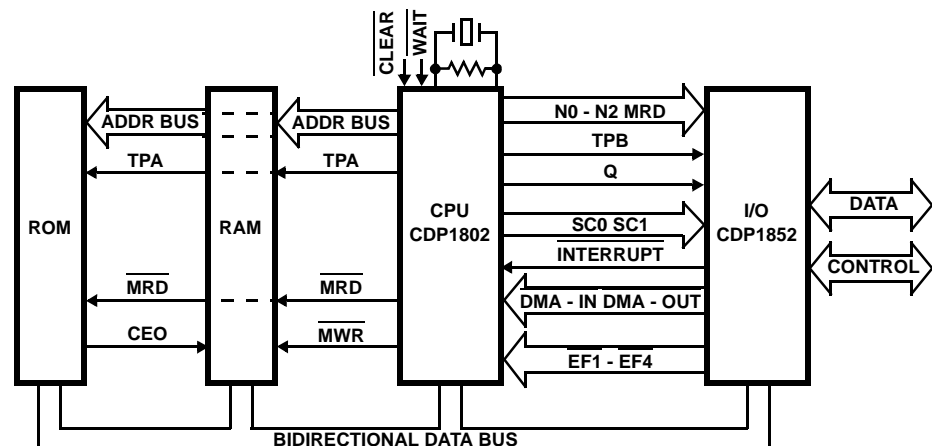 CLEAR
WAIT
ADDR BUS
ADDR BUS
N0 - N2 MRD
TPB
TPA
TPA
Q
ROM
RAM
CPU
CDP1802
I/O
CDP1852
DATA
SC0 SC1
INTERRUPT
CONTROL
MRD
MRD
DMA - IN DMA - OUT
CEO
MWR
EF1 - EF4
BIDIRECTIONAL DATA BUS